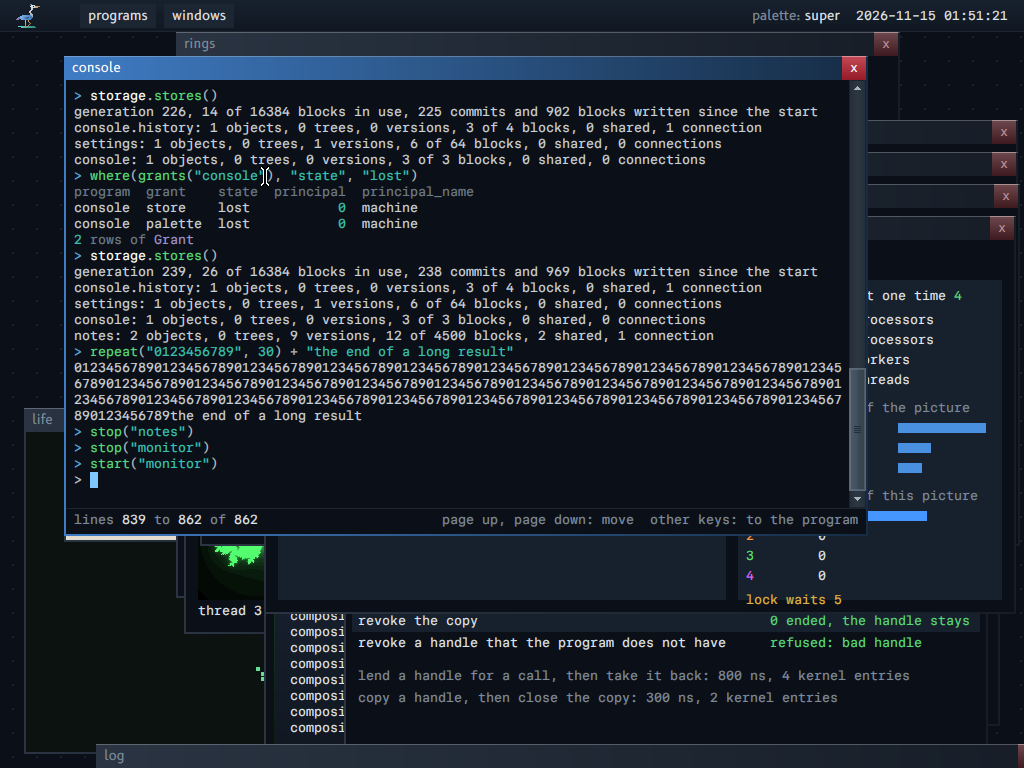 programs windows palette: super 2026-11-15 01:51:21
rings x
console x
> storage.stores()
generation 226, 14 of 16384 blocks in use, 225 commits and 902 blocks written since the start
console.history: 1 objects, 0 trees, 0 versions, 3 of 4 blocks, 0 shared, 1 connection
settings: 1 objects, 0 trees, 1 versions, 6 of 64 blocks, 0 shared, 0 connections
console: 1 objects, 0 trees, 0 versions, 3 of 3 blocks, 0 shared, 0 connections
> where(grants("console"), "state", "lost")
program grant state principal principal_name
console store lost 0 machine
console palette lost 0 machine
2 rows of Grant
> storage.stores()
generation 239, 26 of 16384 blocks in use, 238 commits and 969 blocks written since the start
console.history: 1 objects, 0 trees, 0 versions, 3 of 4 blocks, 0 shared, 1 connection
settings: 1 objects, 0 trees, 1 versions, 6 of 64 blocks, 0 shared, 0 connections
console: 1 objects, 0 trees, 0 versions, 3 of 3 blocks, 0 shared, 0 connections
notes: 2 objects, 0 trees, 9 versions, 12 of 4500 blocks, 2 shared, 1 connection
> repeat("0123456789", 30) + "the end of a long result"
012345678901234567890123456789012345678901234567890123456789012345678901234567890123456789012345
678901234567890123456789012345678901234567890123456789012345678901234567890123456789012345678901
234567890123456789012345678901234567890123456789012345678901234567890123456789012345678901234567
890123456789the end of a long result
> stop("notes")
> stop("monitor")
> start("monitor")
>
lines 839 to 862 of 862 page up, page down: move other keys: to the program
x
x
x
x
t one time 4
rocessors
rocessors
rkers
reads
f the picture
f this picture
2 0
3 0
4 0
lock waits 5
life
thread 3
composi
composi
composi
composi
composi
composi
composi
composi
revoke the copy 0 ended, the handle stays
revoke a handle that the program does not have refused: bad handle
lend a handle for a call, then take it back: 800 ns, 4 kernel entries
copy a handle, then close the copy: 300 ns, 2 kernel entries
log